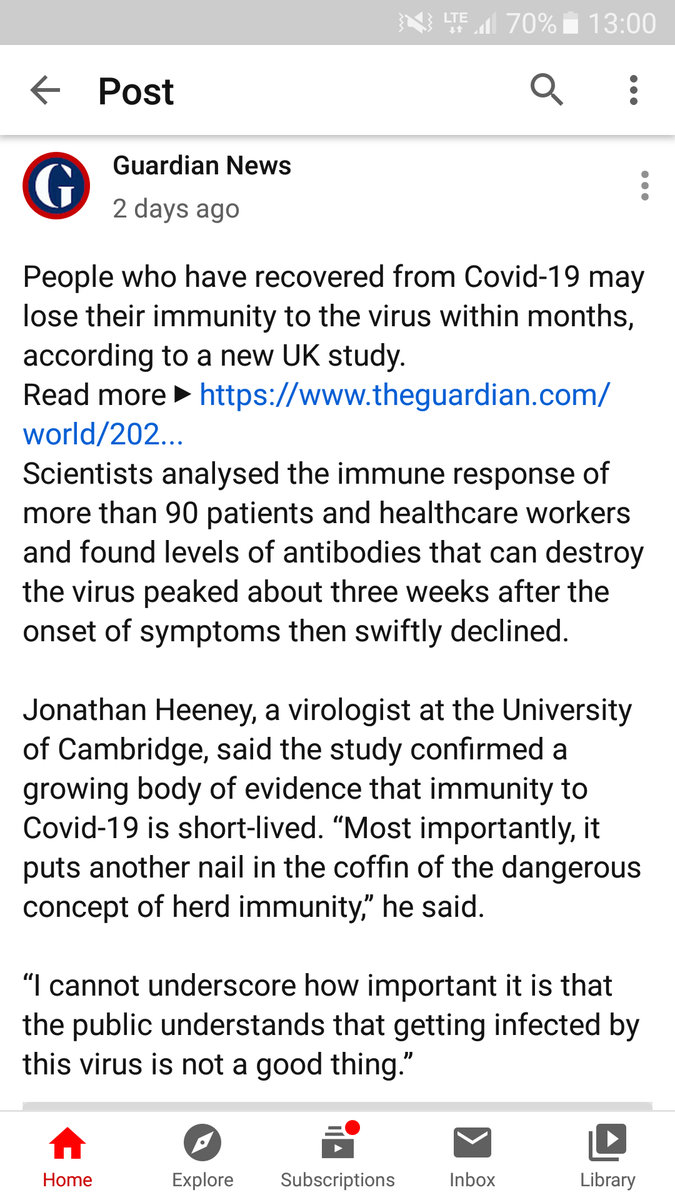 LTE 70% 13:00
Post
G
Guardian News
2 days ago
People who have recovered from Covid-19 may
lose their immunity to the virus within months,
according to a new UK study.
Read more ► https://www.theguardian.com/
world/202...
Scientists analysed the immune response of
more than 90 patients and healthcare workers
and found levels of antibodies that can destroy
the virus peaked about three weeks after the
onset of symptoms then swiftly declined.
Jonathan Heeney, a virologist at the University
of Cambridge, said the study confirmed a
growing body of evidence that immunity to
Covid-19 is short-lived. “Most importantly, it
puts another nail in the coffin of the dangerous
concept of herd immunity,” he said.
“I cannot underscore how important it is that
the public understands that getting infected by
this virus is not a good thing.”
Home Explore Subscriptions Inbox Library